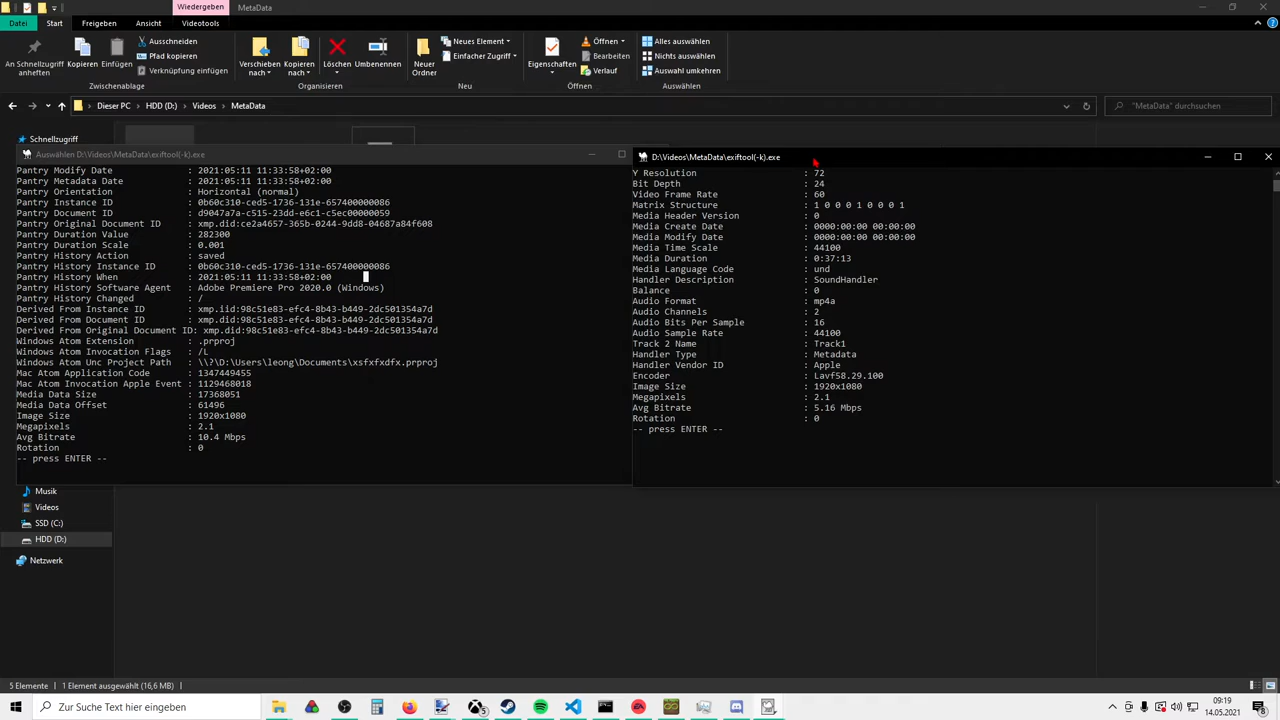 Wiedergeben
MetaData
Datei
Start
Freigeben
Ansicht
Videotools
An Schnellzugriff anheften
Kopieren
Einfügen
Ausschneiden
Pfad kopieren
Verknüpfung einfügen
Zwischenablage
Verschieben nach
Kopieren nach
Löschen
Umbenennen
Organisieren
Neuer Ordner
Neues Element
Einfacher Zugriff
Neu
Eigenschaften
Öffnen
Bearbeiten
Verlauf
Öffnen
Alles auswählen
Nichts auswählen
Auswahl umkehren
Auswählen
Dieser PC > HDD (D:) > Videos > MetaData
"MetaData" durchsuchen
Schnellzugriff
Auswählen D:\Videos\MetaData\exiftool(-k).exe
Pantry Modify Date : 2021:05:11 11:33:58+02:00
Pantry Metadata Date : 2021:05:11 11:33:58+02:00
Pantry Orientation : Horizontal (normal)
Pantry Instance ID : 0b60c310-ced5-1736-131e-657400000086
Pantry Document ID : d9047a7a-c515-23dd-e6c1-c5ec00000059
Pantry Original Document ID : xmp.did:ce2a4657-365b-0244-9dd8-04687a84f608
Pantry Duration Value : 282300
Pantry Duration Scale : 0.001
Pantry History Action : saved
Pantry History Instance ID : 0b60c310-ced5-1736-131e-657400000086
Pantry History When : 2021:05:11 11:33:58+02:00
Pantry History Software Agent : Adobe Premiere Pro 2020.0 (Windows)
Pantry History Changed : /
Derived From Instance ID : xmp.iid:98c51e83-efc4-8b43-b449-2dc501354a7d
Derived From Document ID : xmp.did:98c51e83-efc4-8b43-b449-2dc501354a7d
Derived From Original Document ID: xmp.did:98c51e83-efc4-8b43-b449-2dc501354a7d
Windows Atom Extension : .prproj
Windows Atom Invocation Flags : /L
Windows Atom Unc Project Path : \\?\D:\Users\leong\Documents\xsfxfxdfx.prproj
Mac Atom Application Code : 1347449455
Mac Atom Invocation Apple Event : 1129468018
Media Data Size : 17368051
Media Data Offset : 61496
Image Size : 1920x1080
Megapixels : 2.1
Avg Bitrate : 10.4 Mbps
Rotation : 0
-- press ENTER --
D:\Videos\MetaData\exiftool(-k).exe
Y Resolution : 72
Bit Depth : 24
Video Frame Rate : 60
Matrix Structure : 1 0 0 0 1 0 0 0 1
Media Header Version : 0
Media Create Date : 0000:00:00 00:00:00
Media Modify Date : 0000:00:00 00:00:00
Media Time Scale : 44100
Media Duration : 0:37:13
Media Language Code : und
Handler Description : SoundHandler
Balance : 0
Audio Format : mp4a
Audio Channels : 2
Audio Bits Per Sample : 16
Audio Sample Rate : 44100
Track 2 Name : Track1
Handler Type : Metadata
Handler Vendor ID : Apple
Encoder : Lavf58.29.100
Image Size : 1920x1080
Megapixels : 2.1
Avg Bitrate : 5.16 Mbps
Rotation : 0
-- press ENTER --
Musik
Videos
SSD (C:)
HDD (D:)
Netzwerk
5 Elemente
1 Element ausgewählt (16,6 MB)
Zur Suche Text hier eingeben
09:19
14.05.2021